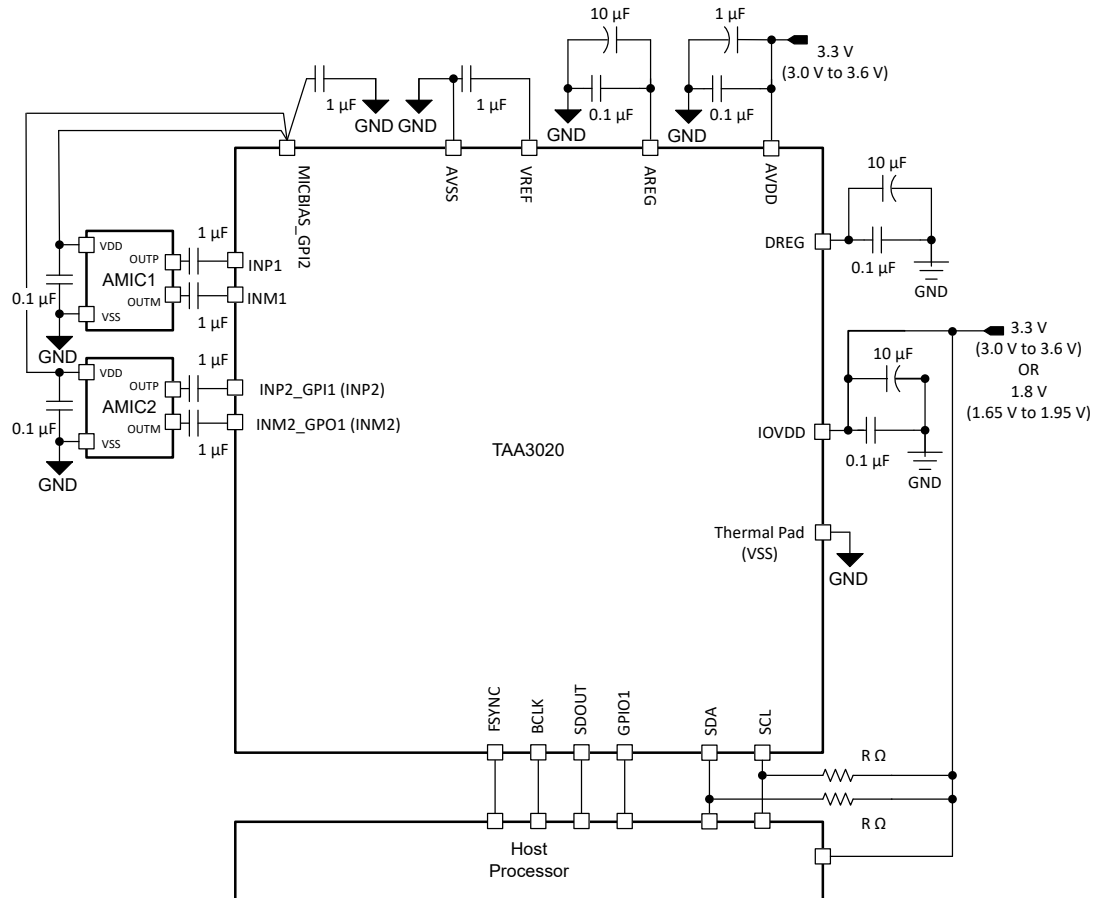 10 µF
1 µF
3.3 V
(3.0 V to 3.6 V)
1 µF
1 µF
0.1 µF
0.1 µF
GND
GND
GND
GND
MICBIAS_GPI2
AVSS
VREF
AREG
AVDD
10 µF
DREG
0.1 µF
GND
1 µF
VDD
OUTP
INP1
AMIC1
0.1 µF
OUTM
INM1
VSS
1 µF
GND
3.3 V
(3.0 V to 3.6 V)
OR
1.8 V
(1.65 V to 1.95 V)
10 µF
IOVDD
0.1 µF
GND
1 µF
VDD
OUTP
INP2_GPI1 (INP2)
AMIC2
0.1 µF
OUTM
INM2_GPO1 (INM2)
VSS
1 µF
GND
TAA3020
Thermal Pad
(VSS)
GND
FSYNC
BCLK
SDOUT
GPIO1
SDA
SCL
R Ω
R Ω
Host
Processor